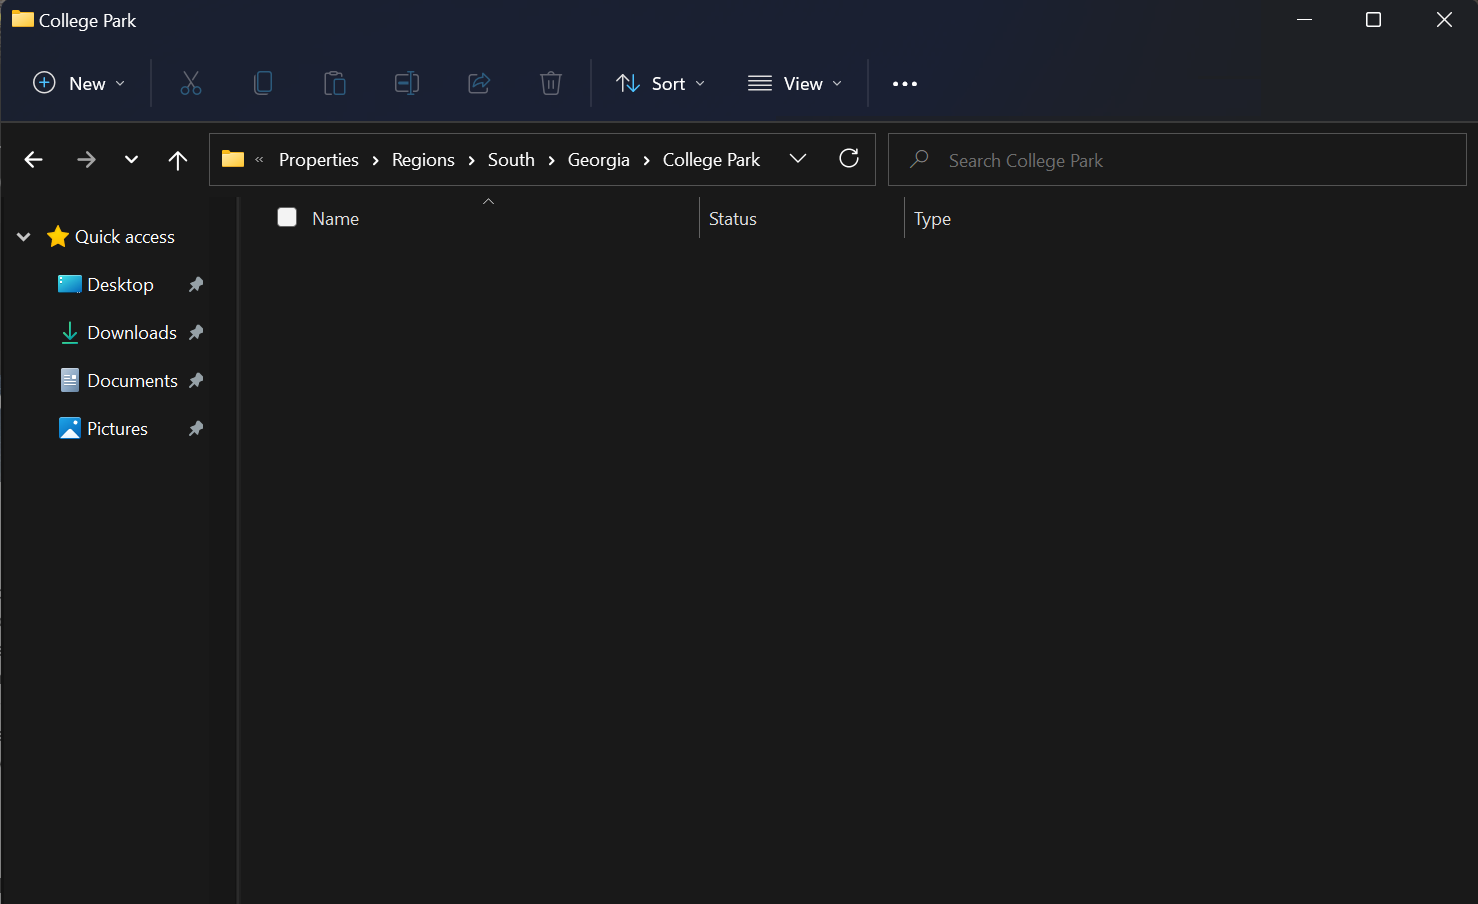 College Park
New Sort View
« Properties › Regions › South › Georgia › College Park
Search College Park
Name Status Type
Quick access
Desktop
Downloads
Documents
Pictures